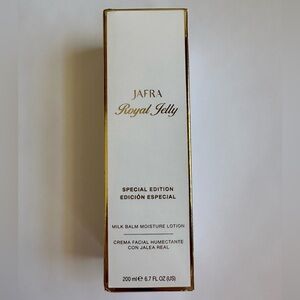 JAFRA
Royal Jelly
SPECIAL EDITION
EDICIÓN ESPECIAL
MILK BALM MOISTURE LOTION
CREMA FACIAL HUMECTANTE
CON JALEA REAL
200 ml ℮ 6.7 FL OZ (US)